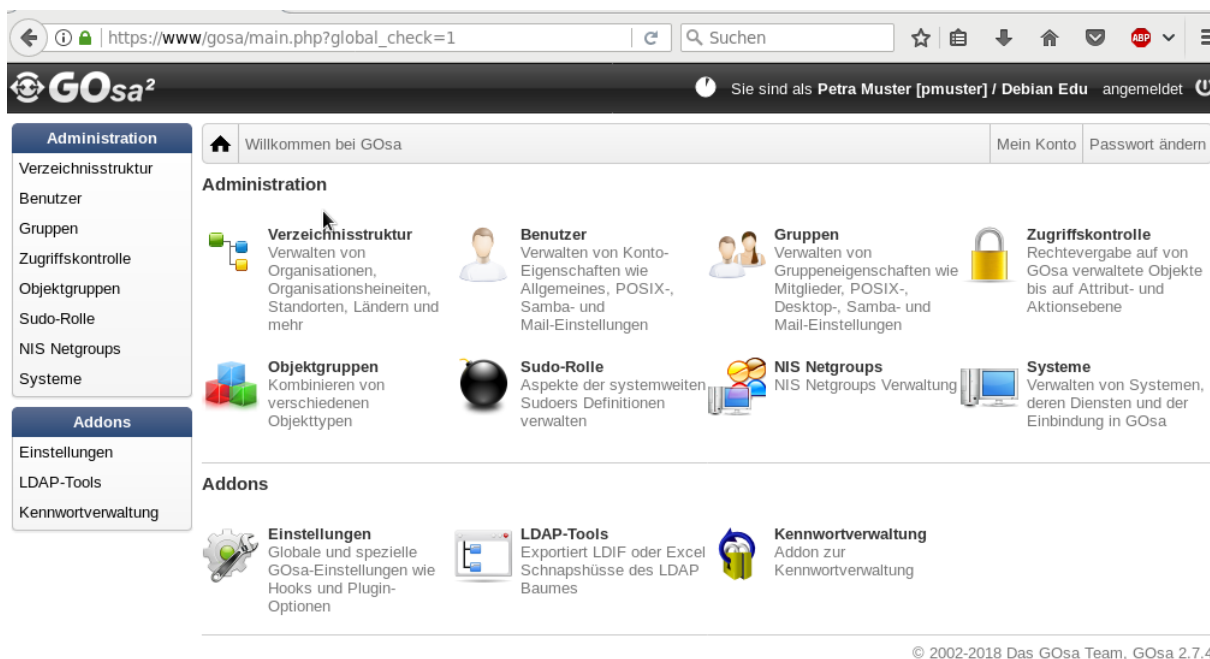 https://www/gosa/main.php?global_check=1
Suchen
ABP
GOsa²
Sie sind als Petra Muster [pmuster] / Debian Edu angemeldet
Administration
Verzeichnisstruktur
Benutzer
Gruppen
Zugriffskontrolle
Objektgruppen
Sudo-Rolle
NIS Netgroups
Systeme
Addons
Einstellungen
LDAP-Tools
Kennwortverwaltung
Willkommen bei GOsa
Mein Konto
Passwort ändern
Administration
Verzeichnisstruktur
Verwalten von
Organisationen,
Organisationsheineiten,
Standorten, Ländern und
mehr
Benutzer
Verwalten von Konto-
Eigenschaften wie
Allgemeines, POSIX-,
Samba- und
Mail-Einstellungen
Gruppen
Verwalten von
Gruppeneigenschaften wie
Mitglieder, POSIX-,
Desktop-, Samba- und
Mail-Einstellungen
Zugriffskontrolle
Rechtevergabe auf von
GOsa verwaltete Objekte
bis auf Attribut- und
Aktionsebene
Objektgruppen
Kombinieren von
verschiedenen
Objekttypen
Sudo-Rolle
Aspekte der systemweiten
Sudoers Definitionen
verwalten
NIS Netgroups
NIS Netgroups Verwaltung
Systeme
Verwalten von Systemen,
deren Diensten und der
Einbindung in GOsa
Addons
Einstellungen
Globale und spezielle
GOsa-Einstellungen wie
Hooks und Plugin-
Optionen
LDAP-Tools
Exportiert LDIF oder Excel
Schnapshüsse des LDAP
Baumes
Kennwortverwaltung
Addon zur
Kennwortverwaltung
© 2002-2018 Das GOsa Team, GOsa 2.7.4